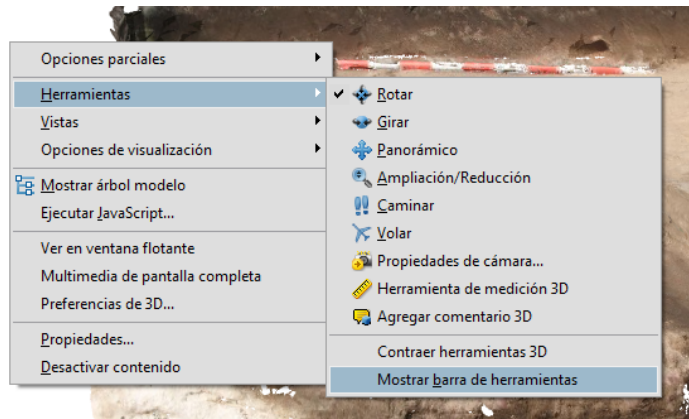 Opciones parciales
Herramientas
Vistas
Opciones de visualización
Mostrar árbol modelo
Ejecutar JavaScript...
Ver en ventana flotante
Multimedia de pantalla completa
Preferencias de 3D...
Propiedades...
Desactivar contenido
Rotar
Girar
Panorámico
Ampliación/Reducción
Caminar
Volar
Propiedades de cámara...
Herramienta de medición 3D
Agregar comentario 3D
Contraer herramientas 3D
Mostrar barra de herramientas